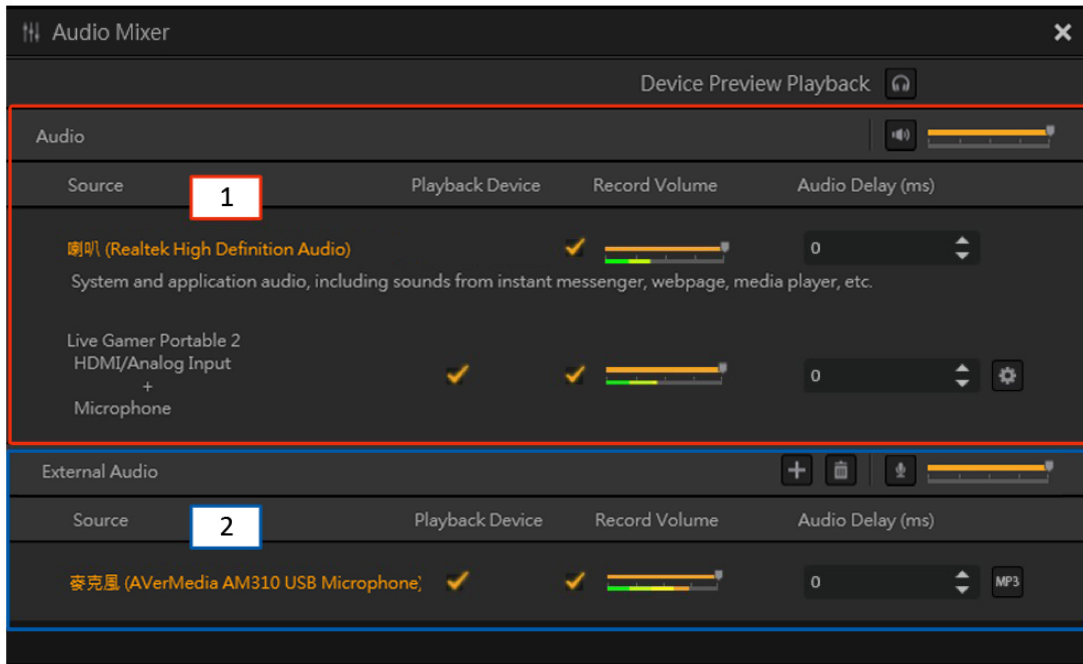 Audio Mixer
Device Preview Playback
Audio
Source
1
Playback Device
Record Volume
Audio Delay (ms)
喇叭 (Realtek High Definition Audio)
0
System and application audio, including sounds from instant messenger, webpage, media player, etc.
Live Gamer Portable 2
HDMI/Analog Input
+
Microphone
0
External Audio
Source
2
Playback Device
Record Volume
Audio Delay (ms)
麥克風 (AVerMedia AM310 USB Microphone)
0
MP3